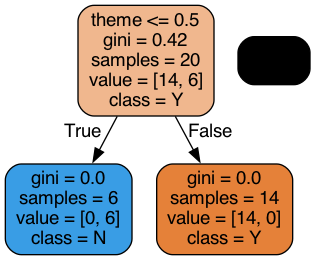 theme <= 0.5
gini = 0.42
samples = 20
value = [14, 6]
class = Y
True
False
gini = 0.0
samples = 6
value = [0, 6]
class = N
gini = 0.0
samples = 14
value = [14, 0]
class = Y